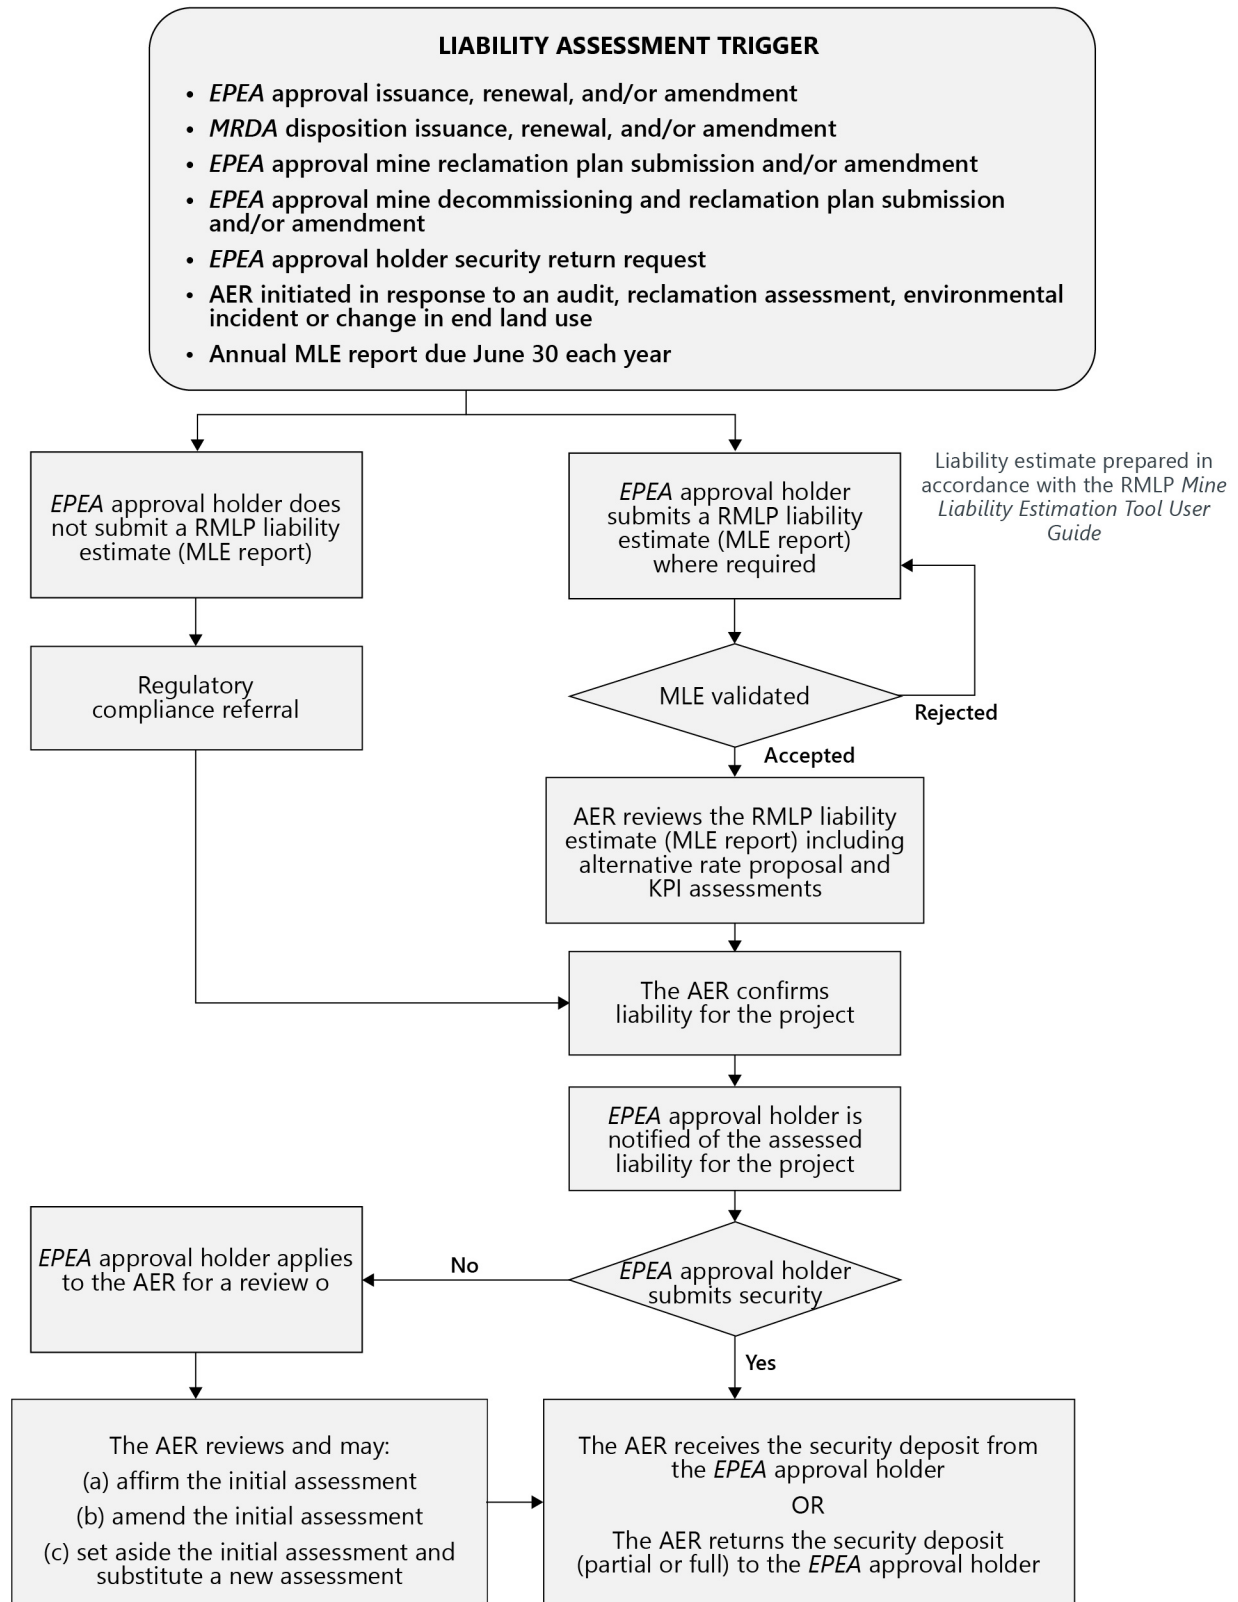 LIABILITY ASSESSMENT TRIGGER
• EPEA approval issuance, renewal, and/or amendment
• MRDA disposition issuance, renewal, and/or amendment
• EPEA approval mine reclamation plan submission and/or amendment
• EPEA approval mine decommissioning and reclamation plan submission
and/or amendment
• EPEA approval holder security return request
• AER initiated in response to an audit, reclamation assessment, environmental
incident or change in end land use
• Annual MLE report due June 30 each year
EPEA approval holder does
not submit a RMLP liability
estimate (MLE report)
EPEA approval holder
submits a RMLP liability
estimate (MLE report)
where required
Liability estimate prepared in
accordance with the RMLP Mine
Liability Estimation Tool User
Guide
Regulatory
compliance referral
MLE validated
Rejected
Accepted
AER reviews the RMLP liability
estimate (MLE report) including
alternative rate proposal and
KPI assessments
The AER confirms
liability for the project
EPEA approval holder is
notified of the assessed
liability for the project
EPEA approval holder applies
to the AER for a review o
No
EPEA approval holder
submits security
Yes
The AER reviews and may:
(a) affirm the initial assessment
(b) amend the initial assessment
(c) set aside the initial assessment and
substitute a new assessment
The AER receives the security deposit from
the EPEA approval holder
OR
The AER returns the security deposit
(partial or full) to the EPEA approval holder